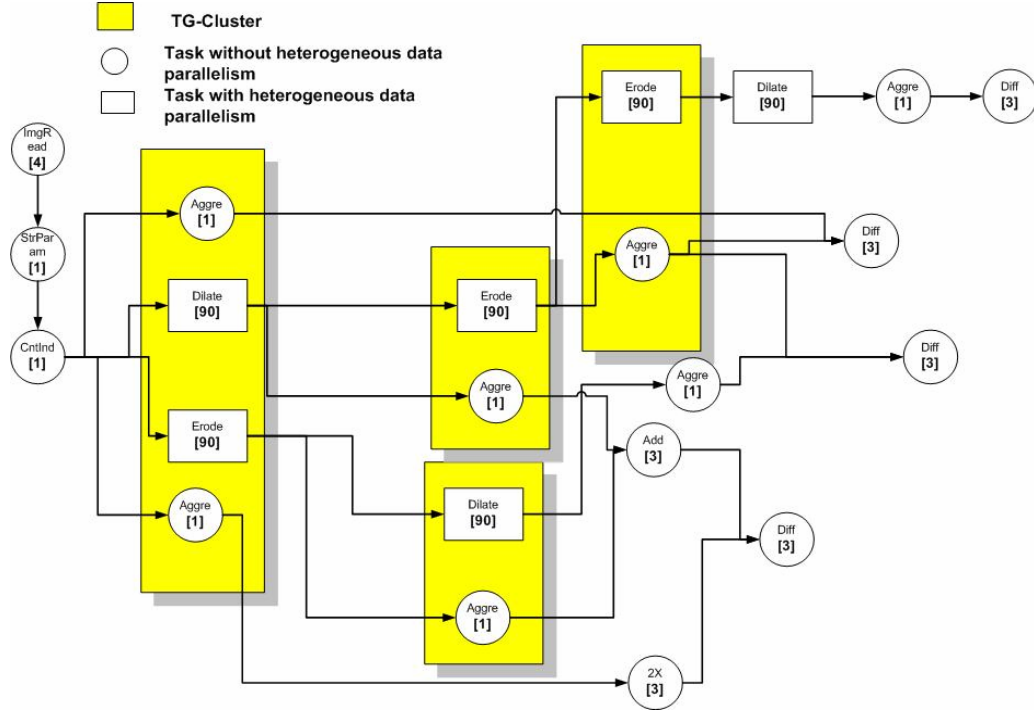 TG-Cluster
Task without heterogeneous data
parallelism
Task with heterogeneous data
parallelism
ImgR
ead
[4]
StrPar
am
[1]
CntInd
[1]
Aggre
[1]
Dilate
[90]
Erode
[90]
Aggre
[1]
Erode
[90]
Aggre
[1]
Dilate
[90]
Aggre
[1]
Erode
[90]
Aggre
[1]
Dilate
[90]
Aggre
[1]
Diff
[3]
Diff
[3]
Aggre
[1]
Diff
[3]
Add
[3]
Diff
[3]
2X
[3]